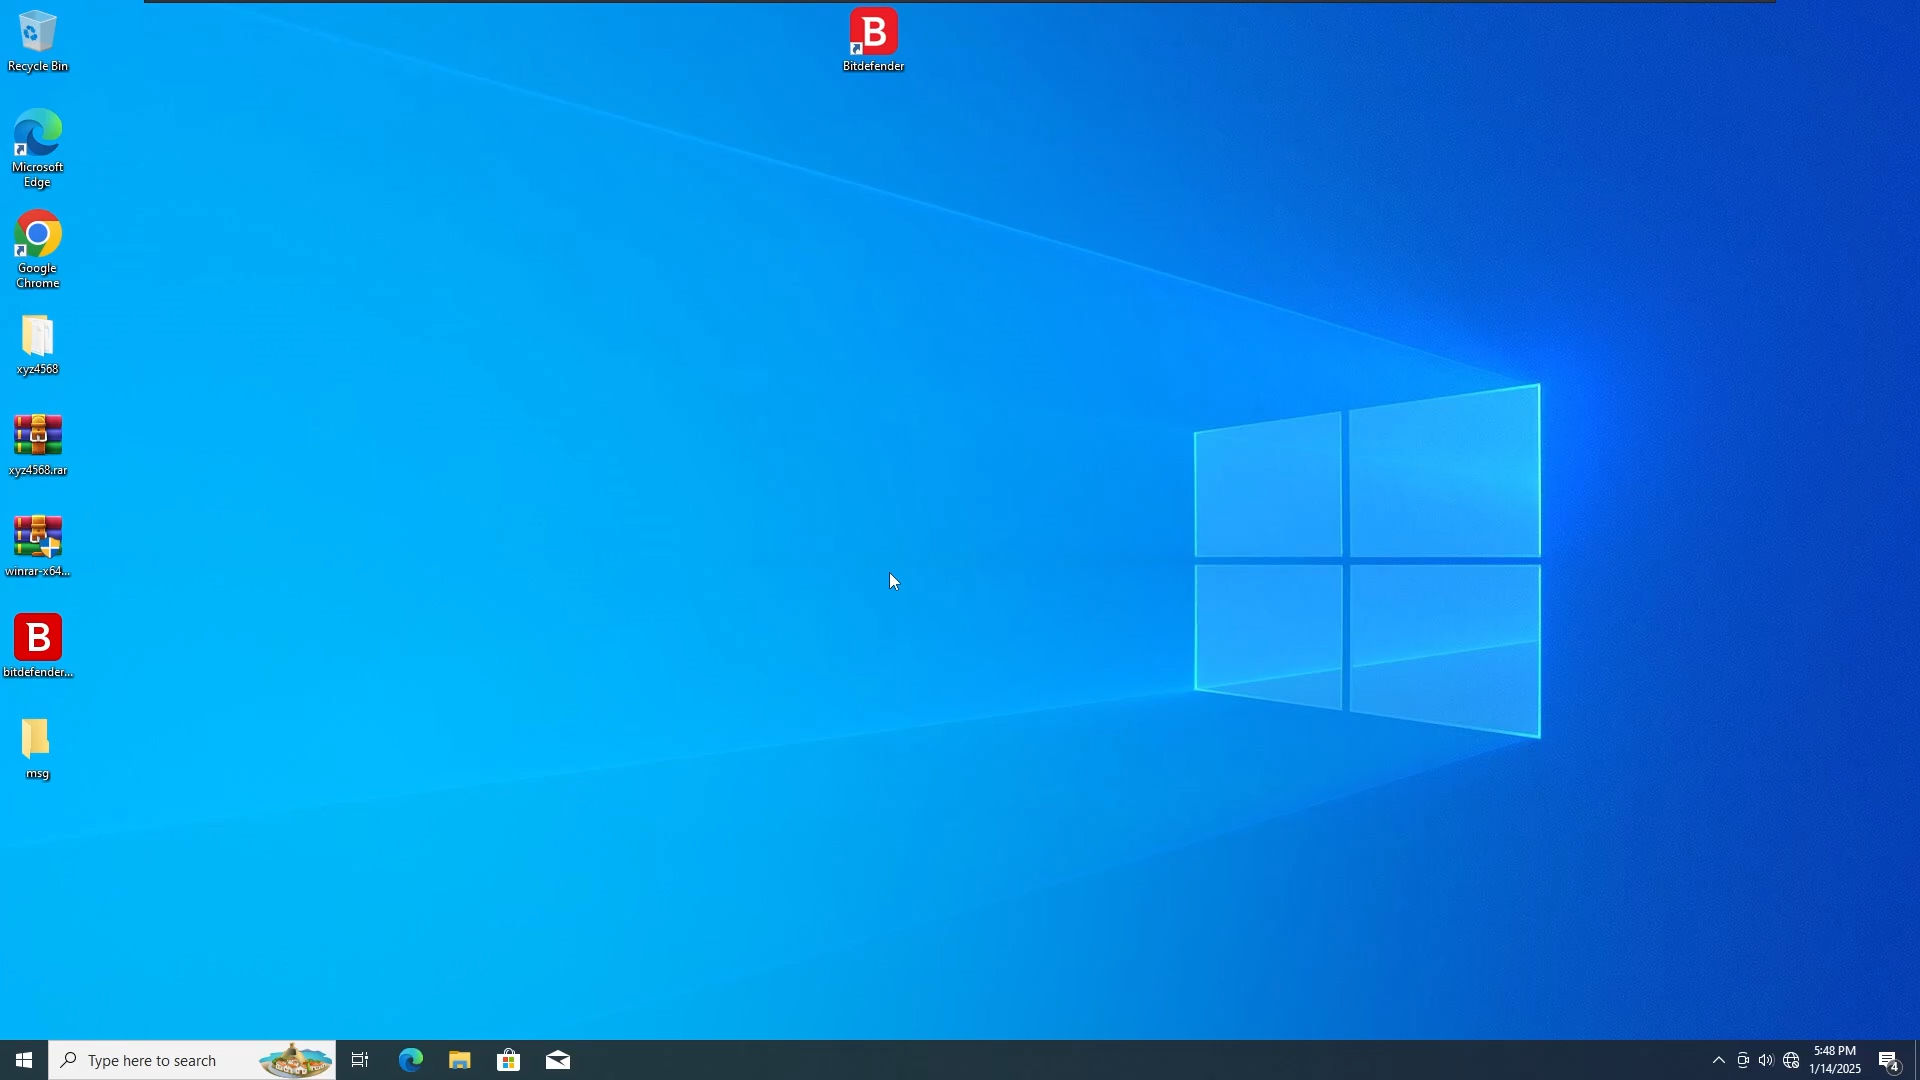 Recycle Bin
B
Bitdefender
Microsoft
Edge
Google
Chrome
xyz4568
xyz4568.rar
winrar-x64...
B
bitdefender...
msg
Type here to search
5:48 PM
1/14/2025
4